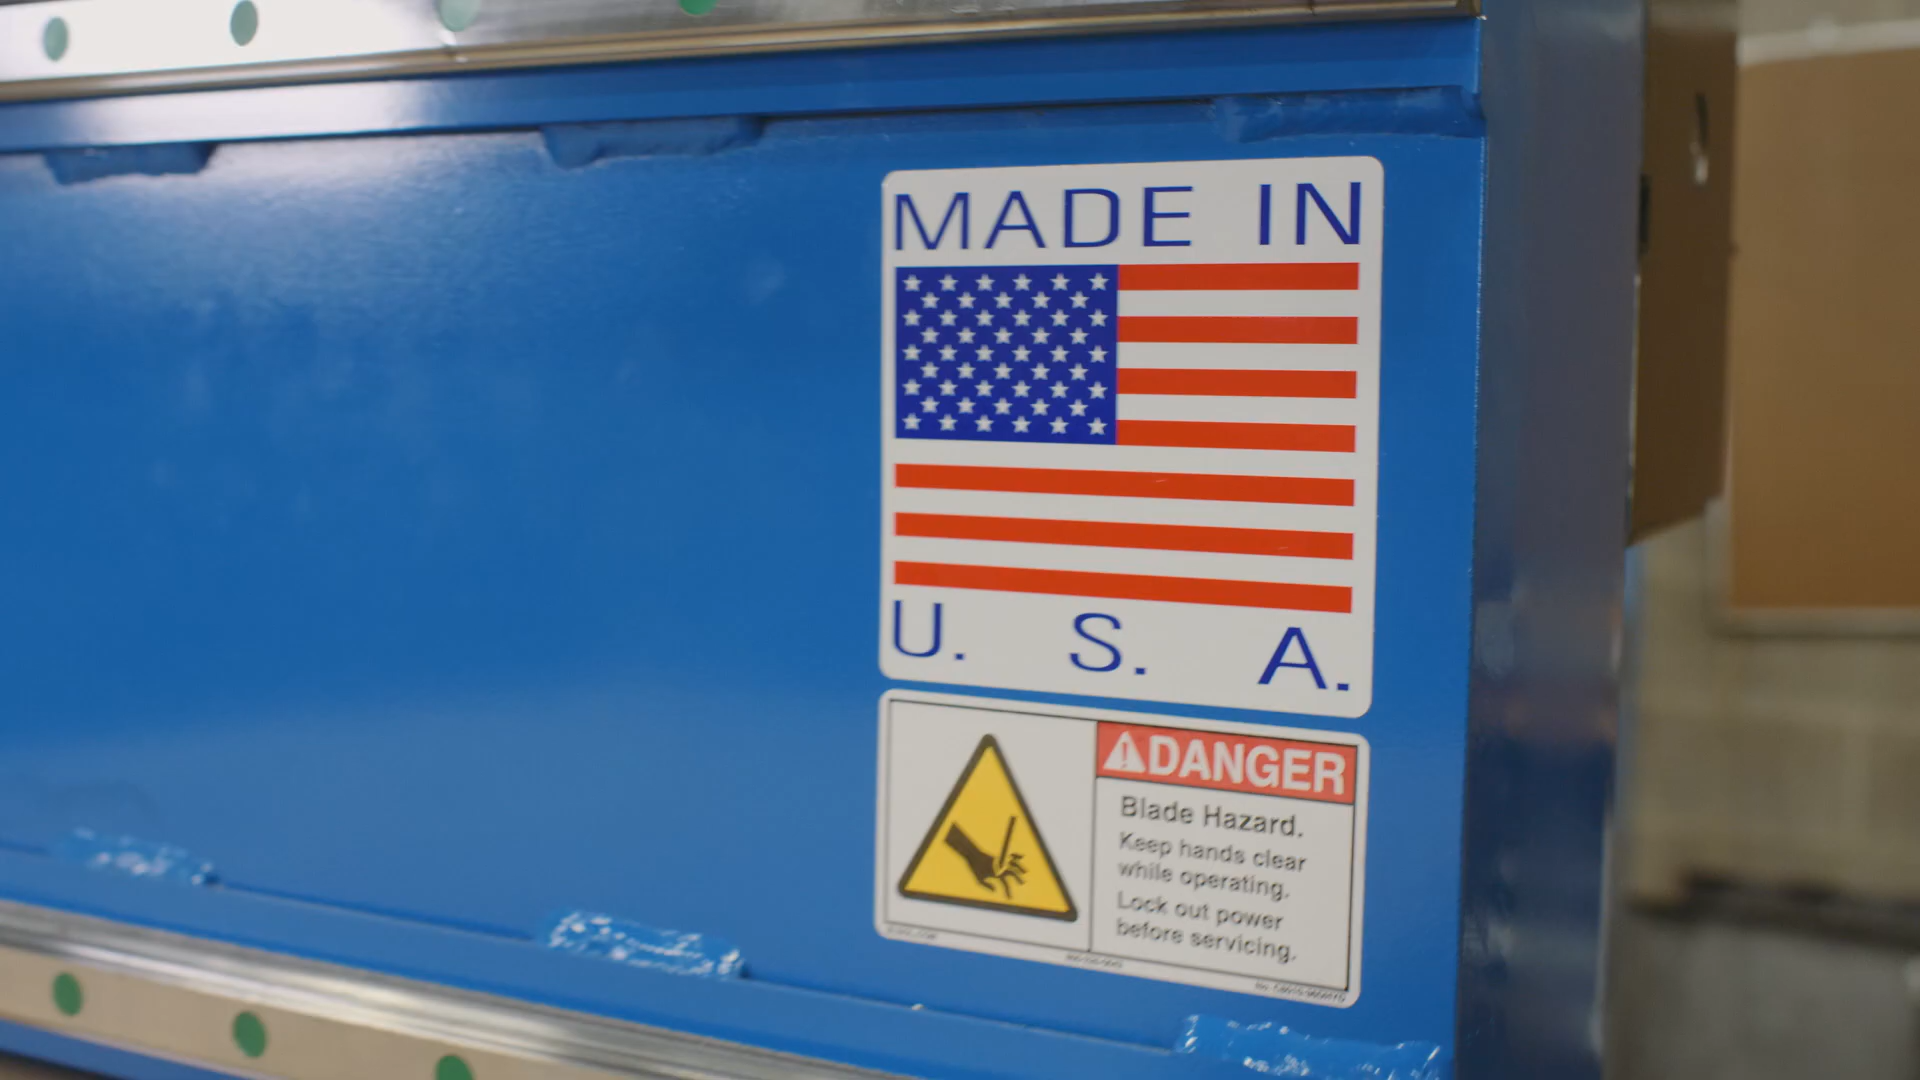 MADE IN
U. S. A.
DANGER
Blade Hazard.
Keep hands clear
while operating.
Lock out power
before servicing.